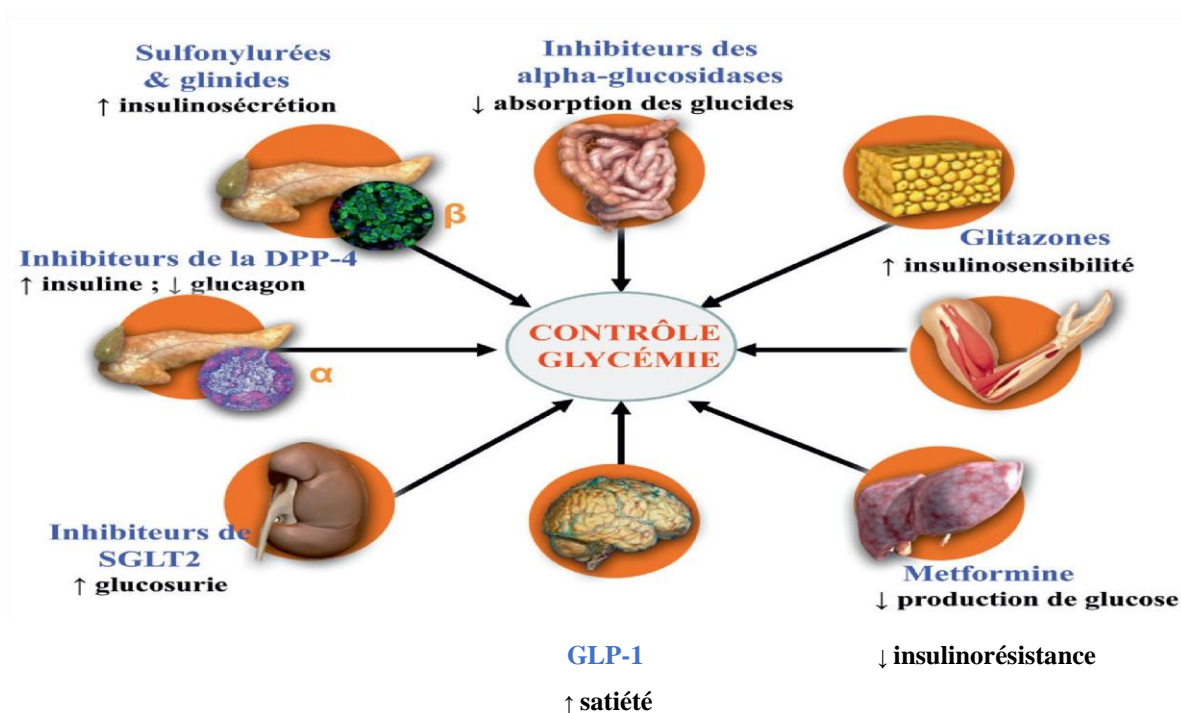 Sulfonylurées
& glinides
↑ insulinosécrétion
Inhibiteurs des
alpha-glucosidases
↓ absorption des glucides
β
Glitazones
↑ insulinosensibilité
Inhibiteurs de la DPP-4
↑ insuline ; ↓ glucagon
α
CONTRÔLE
GLYCÉMIE
Inhibiteurs de
SGLT2
↑ glucosurie
Metformine
↓ production de glucose
GLP-1
↓ insulinorésistance
↑ satiété